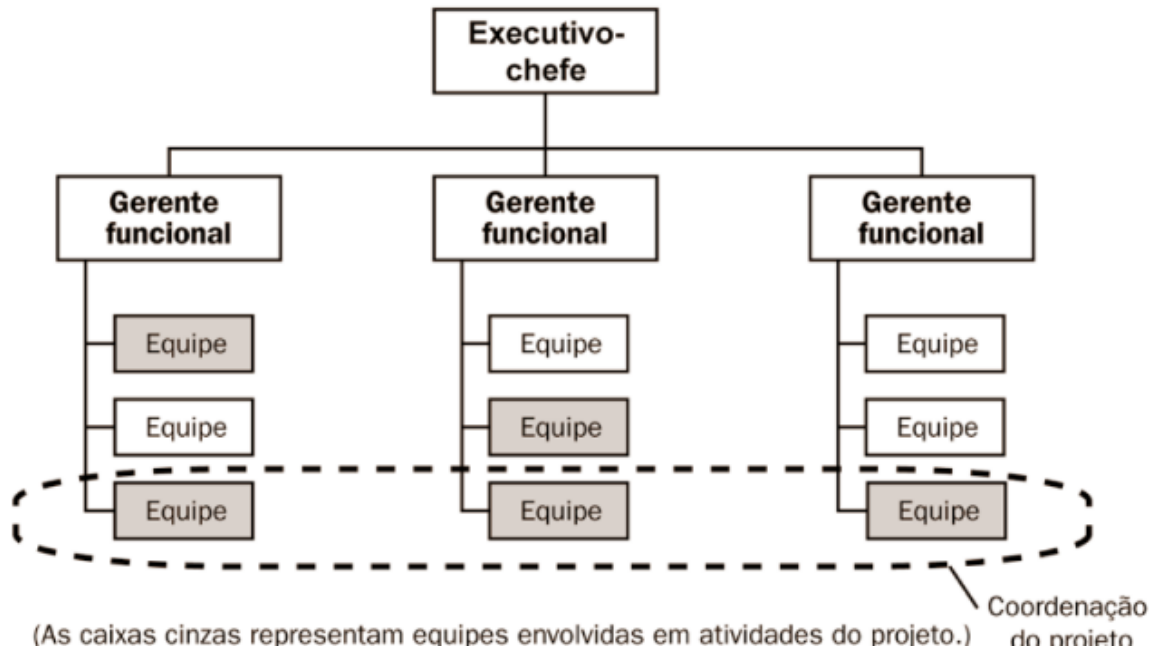 Executivo-
chefe
Gerente
funcional
Gerente
funcional
Gerente
funcional
Equipe
Equipe
Equipe
Equipe
Equipe
Equipe
Equipe
Equipe
Equipe
(As caixas cinzas representam equipes envolvidas em atividades do projeto.)
Coordenação
do projeto